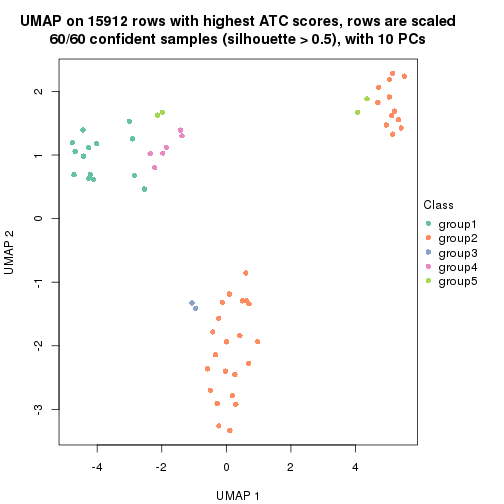 UMAP on 15912 rows with highest ATC scores, rows are scaled
60/60 confident samples (silhouette > 0.5), with 10 PCs
2
1
0
-1
-2
-3
UMAP 2
-4
-2
0
2
4
UMAP 1
Class
group1
group2
group3
group4
group5